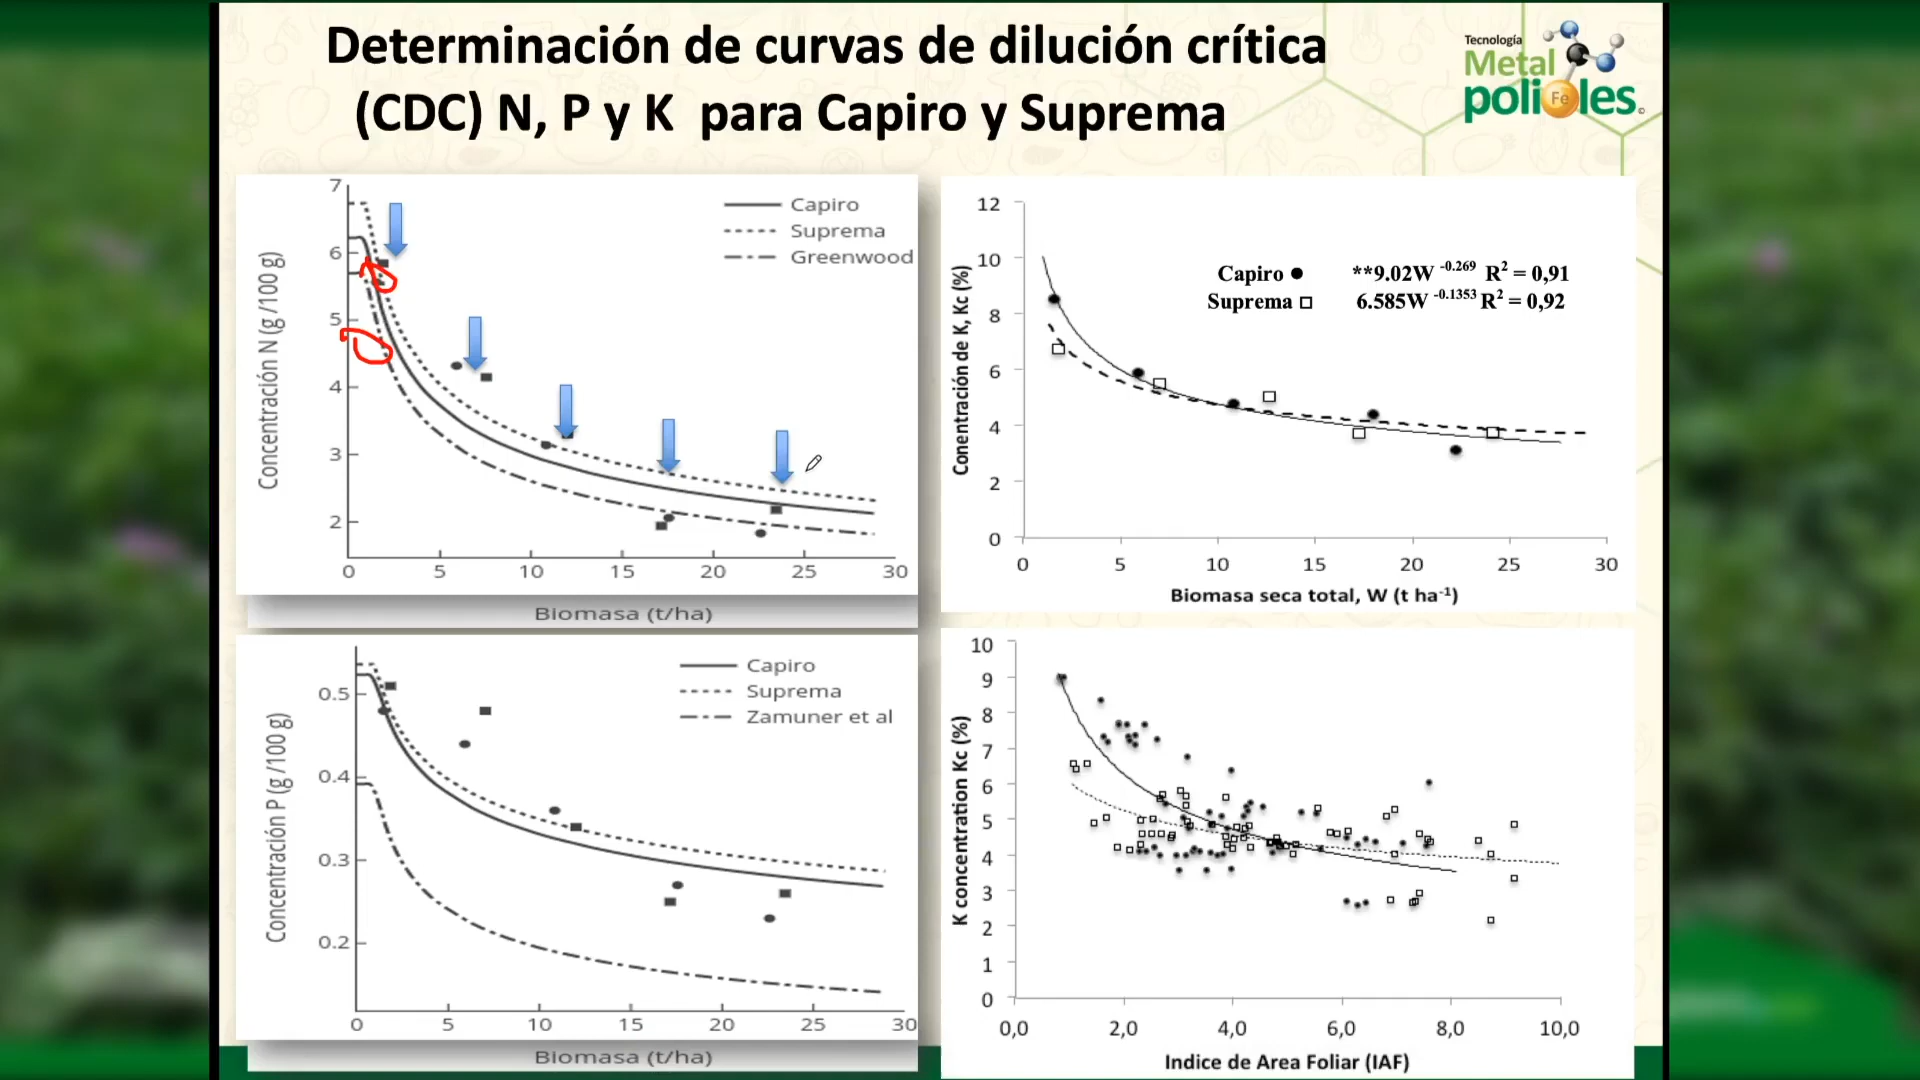 Determinación de curvas de dilución crítica
(CDC) N, P y K para Capiro y Suprema
Tecnología
Metal
polioles
Fe
Concentración N (g /100 g)
7
6
5
4
3
2
0 5 10 15 20 25 30
Biomasa (t/ha)
Capiro
Suprema
Greenwood
Conentración de K, Kc (%)
12
10
8
6
4
2
0
0 5 10 15 20 25 30
Biomasa seca total, W (t ha-1)
Capiro ● **9.02W -0.269 R2 = 0,91
Suprema □ 6.585W -0.1353 R2 = 0,92
Concentración P (g /100 g)
0.5
0.4
0.3
0.2
0 5 10 15 20 25 30
Biomasa (t/ha)
Capiro
Suprema
Zamuner et al
K concentration Kc (%)
10
9
8
7
6
5
4
3
2
1
0
0,0 2,0 4,0 6,0 8,0 10,0
Indice de Area Foliar (IAF)